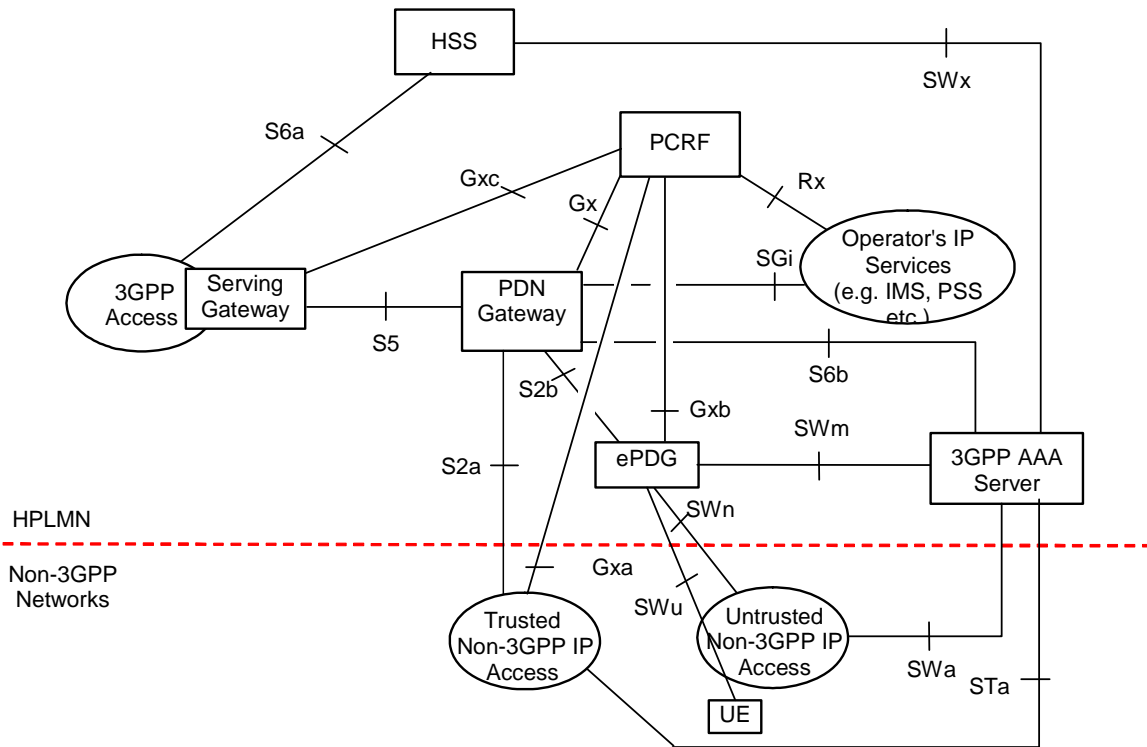 HSS
SWx
S6a
PCRF
Gxc
Rx
Gx
Operator's IP
Services
(e.g. IMS, PSS
etc.)
SGi
3GPP
Access
Serving
Gateway
PDN
Gateway
S5
S2b
S6b
Gxb
SWm
S2a
ePDG
3GPP AAA
Server
HPLMN
SWn
Non-3GPP
Networks
Gxa
SWu
Trusted
Non-3GPP IP
Access
Untrusted
Non-3GPP IP
Access
SWa
STa
UE